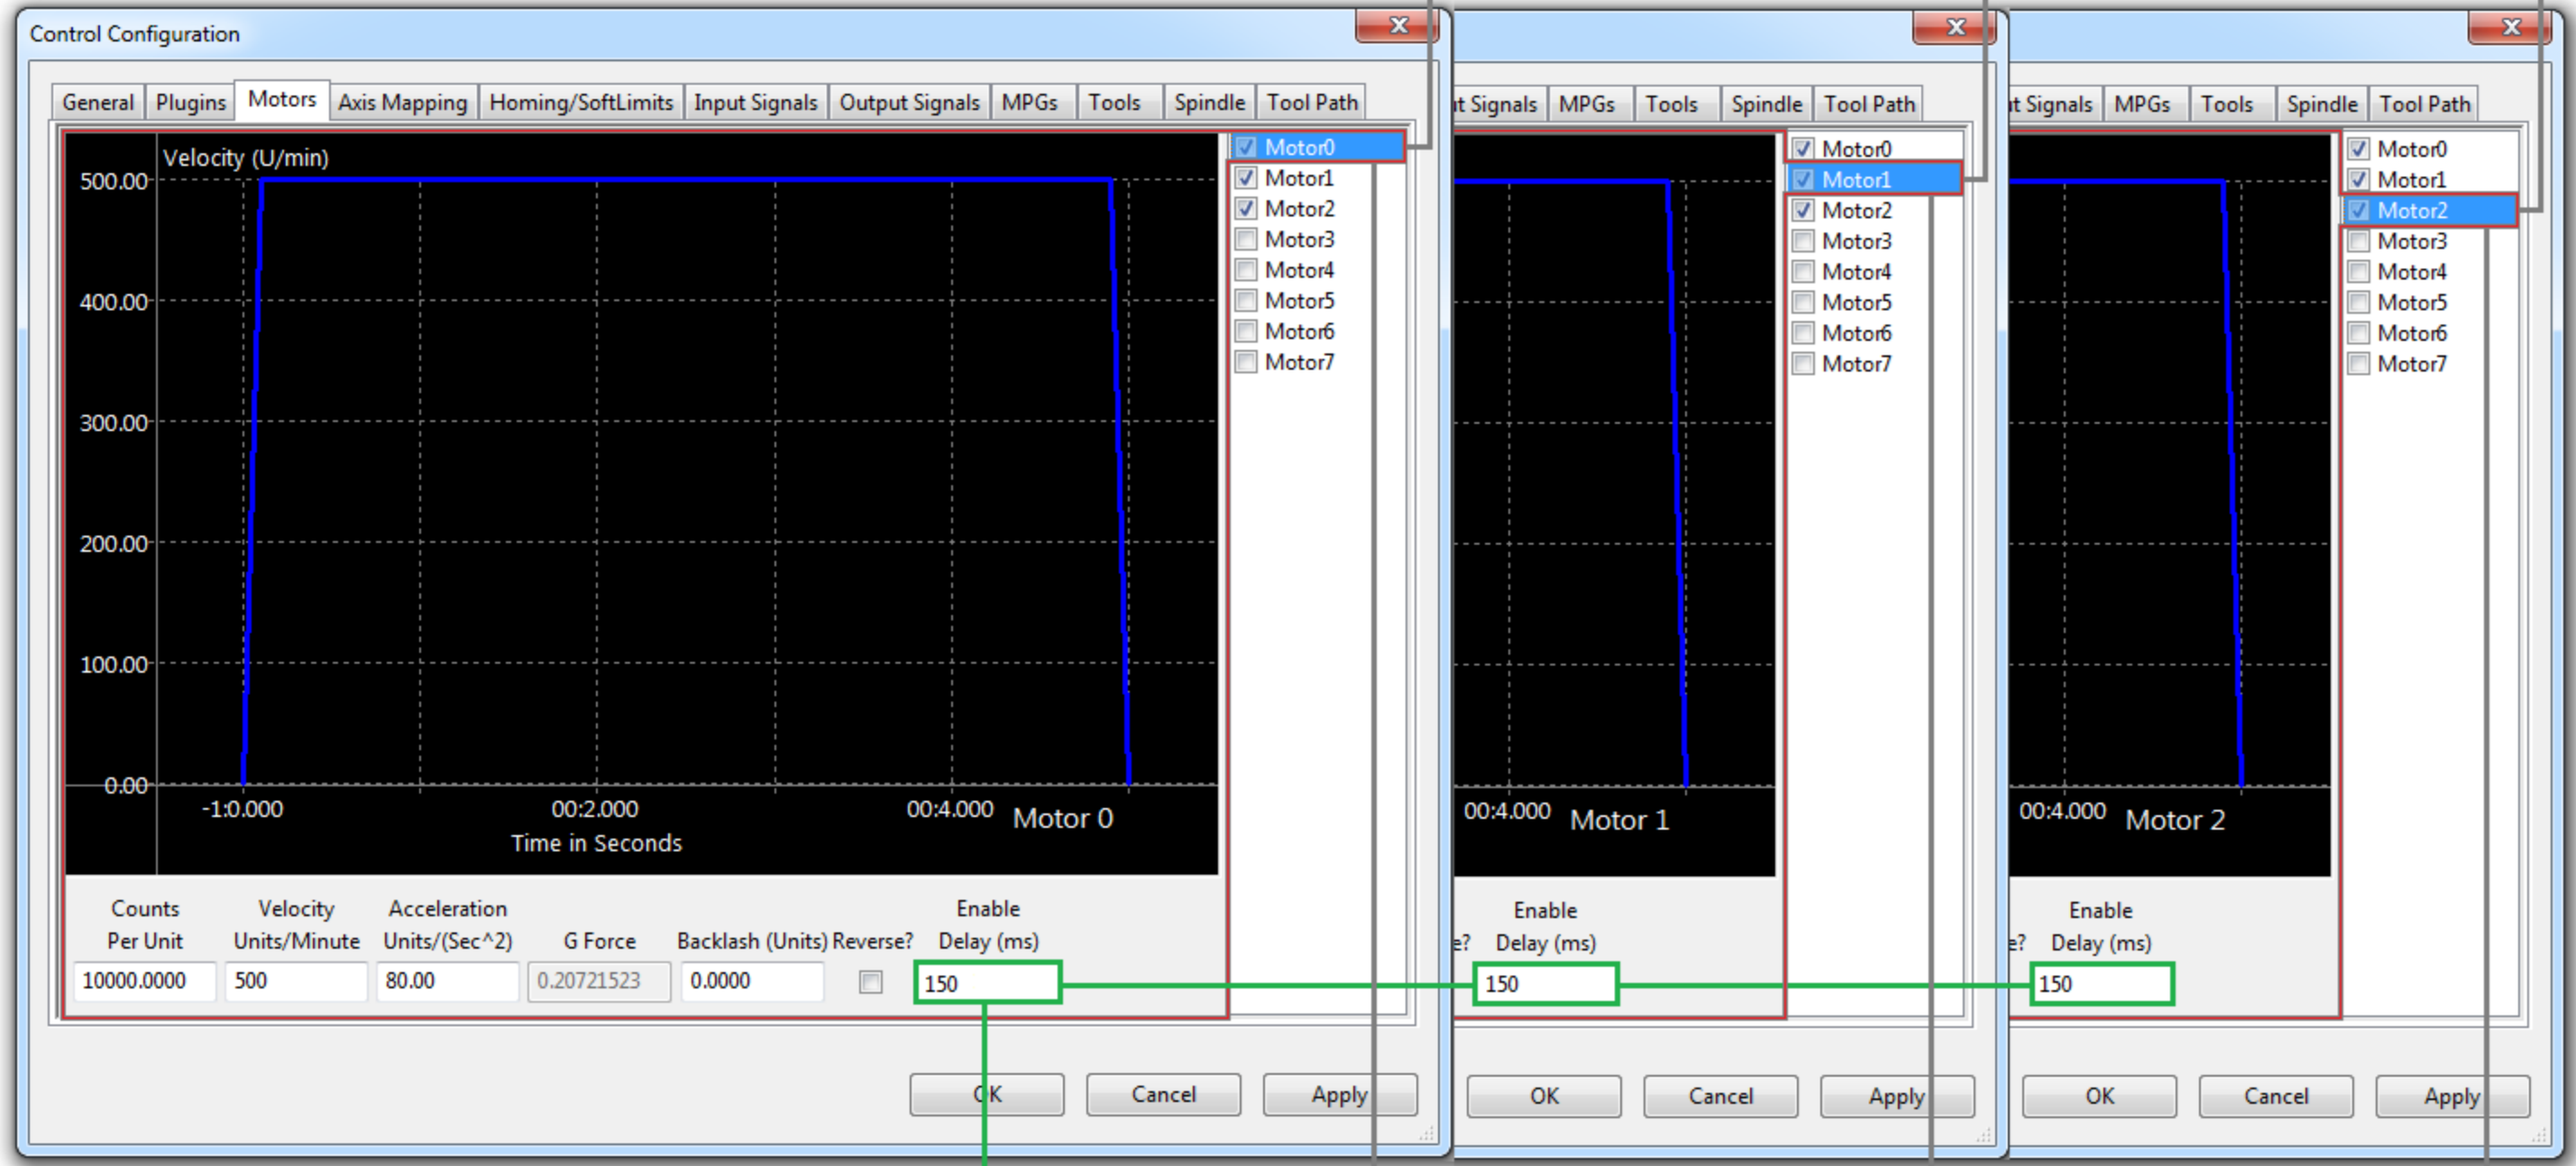 Control Configuration
General Plugins Motors Axis Mapping Homing/SoftLimits Input Signals Output Signals MPGs Tools Spindle Tool Path
Velocity (U/min)
500.00
400.00
300.00
200.00
100.00
0.00
-1:0.000 00:2.000 00:4.000 Motor 0
Time in Seconds
Motor0
Motor1
Motor2
Motor3
Motor4
Motor5
Motor6
Motor7
Counts Per Unit
Velocity Units/Minute
Acceleration Units/(Sec^2)
G Force
Backlash (Units)
Reverse?
Enable Delay (ms)
10000.0000 500 80.00 0.20721523 0.0000 150
OK Cancel Apply
ut Signals MPGs Tools Spindle Tool Path
Motor0
Motor1
Motor2
Motor3
Motor4
Motor5
Motor6
Motor7
00:4.000 Motor 1
Enable
e? Delay (ms)
150
OK Cancel Apply
ut Signals MPGs Tools Spindle Tool Path
Motor0
Motor1
Motor2
Motor3
Motor4
Motor5
Motor6
Motor7
00:4.000 Motor 2
Enable
e? Delay (ms)
150
OK Cancel Apply